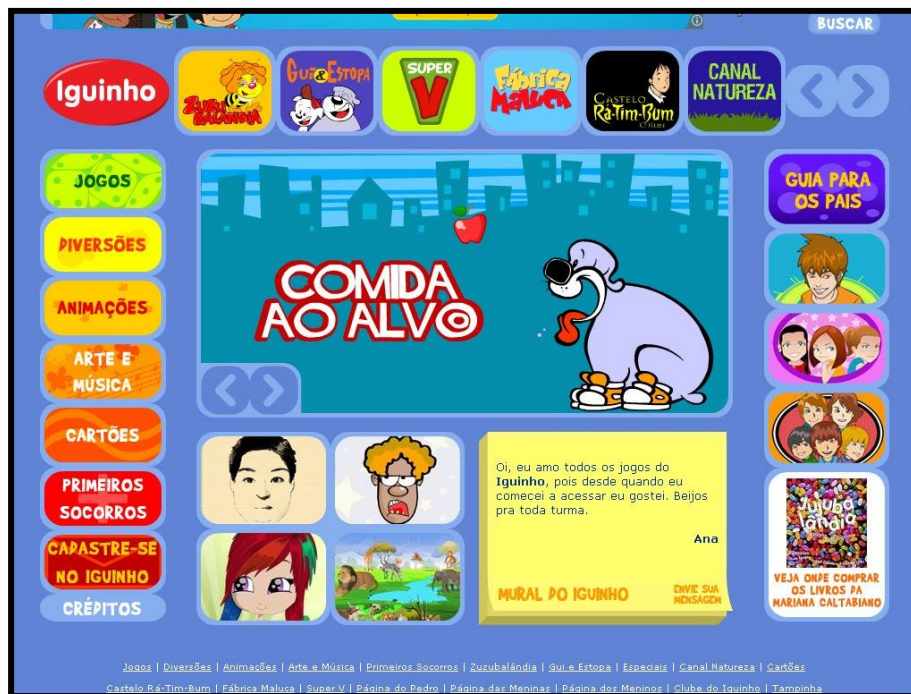 BUSCAR
Iguinho
ZUZU
BALANDIA
GUI & ESTOPA
SUPER
V
Fábrica
MALUCA
CASTELO
RÁ-TIM-BUM
O FILME
CANAL
NATUREZA
JOGOS
DIVERSÕES
ANIMAÇÕES
ARTE E
MÚSICA
CARTÕES
PRIMEIROS
SOCORROS
CADASTRE-SE
NO IGUINHO
CRÉDITOS
COMIDA
AO ALVO
Oi, eu amo todos os jogos do
Iguinho, pois desde quando eu
comecei a acessar eu gostei. Beijos
pra toda turma.
Ana
MURAL DO IGUINHO
ENVIE SUA
MENSAGEM
GUIA PARA
OS PAIS
Jujuba
lândia
VEJA ONDE COMPRAR
OS LIVROS DA
MARIANA CALTABIANO
Jogos | Diversões | Animações | Arte e Música | Primeiros Socorros | Zuzubalândia | Gui e Estopa | Especiais | Canal Natureza | Cartões
Castelo Rá-Tim-Bum | Fábrica Maluca | Super V | Página do Pedro | Página das Meninas | Página dos Meninos | Clube do Iguinho | Tampinha